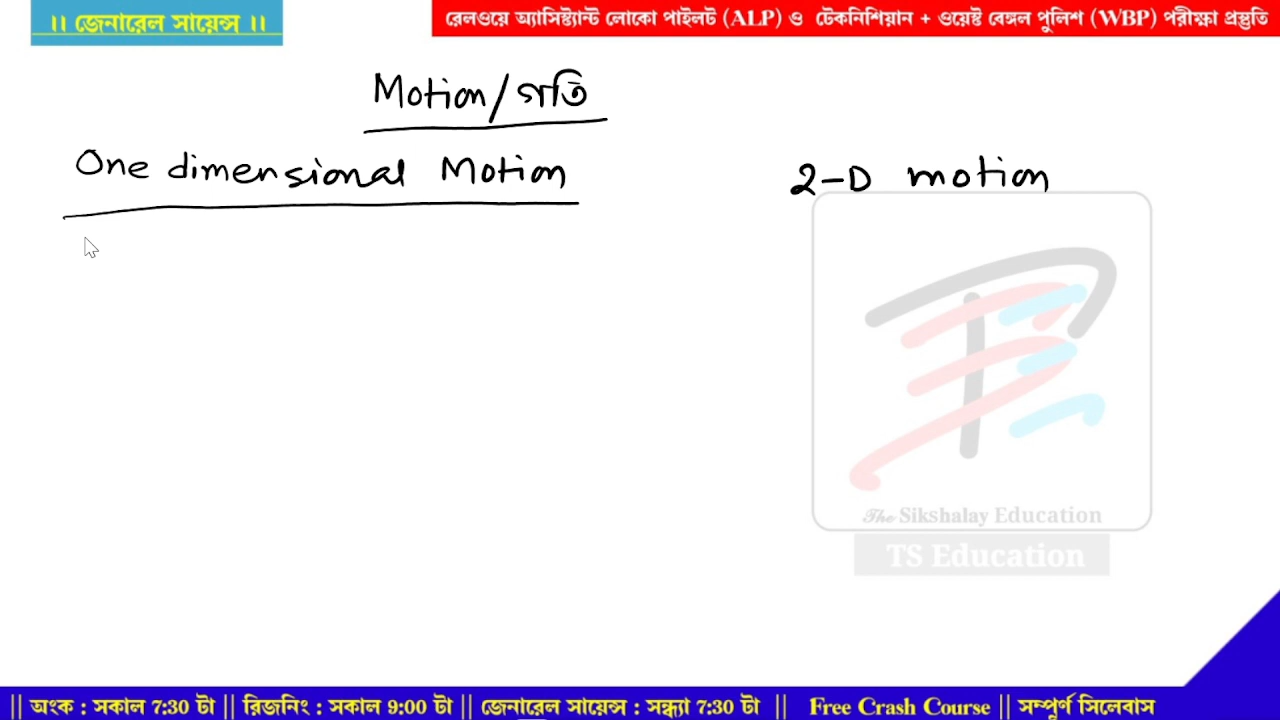 ।। জেনারেল সায়েন্স ।।
রেলওয়ে অ্যাসিস্ট্যান্ট লোকো পাইলট (ALP) ও টেকনিশিয়ান + ওয়েস্ট বেঙ্গল পুলিশ (WBP) পরীক্ষা প্রস্তুতি
Motion/গতি
One dimensional Motion
2-D motion
The Sikshalay Education
TS Education
|| অংক : সকাল 7:30 টা || রিজনিং : সকাল 9:00 টা || জেনারেল সায়েন্স : সন্ধ্যা 7:30 টা || Free Crash Course || সম্পূর্ণ সিলেবাস